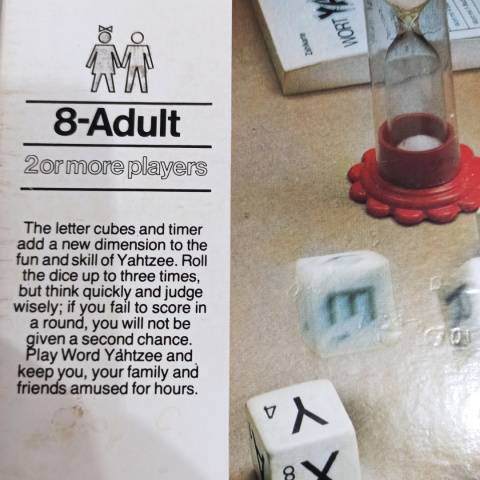 8-Adult
2 or more players
The letter cubes and timer
add a new dimension to the
fun and skill of Yahtzee. Roll
the dice up to three times,
but think quickly and judge
wisely; if you fail to score in
a round, you will not be
given a second chance.
Play Word Yahtzee and
keep you, your family and
friends amused for hours.
WORT
E
Y
4
X
8